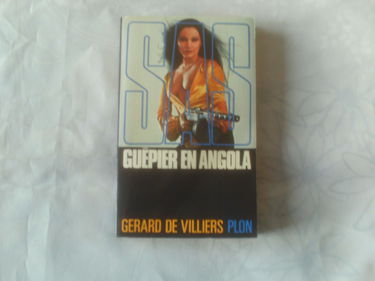 SAS
GUÊPIER EN ANGOLA
GERARD DE VILLIERS PLON